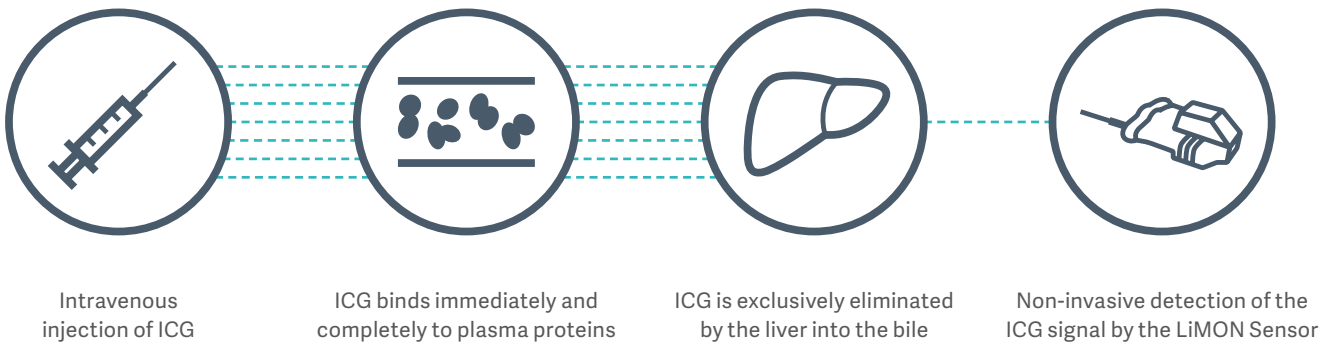 Intravenous
injection of ICG
ICG binds immediately and
completely to plasma proteins
ICG is exclusively eliminated
by the liver into the bile
Non-invasive detection of the
ICG signal by the LiMON Sensor